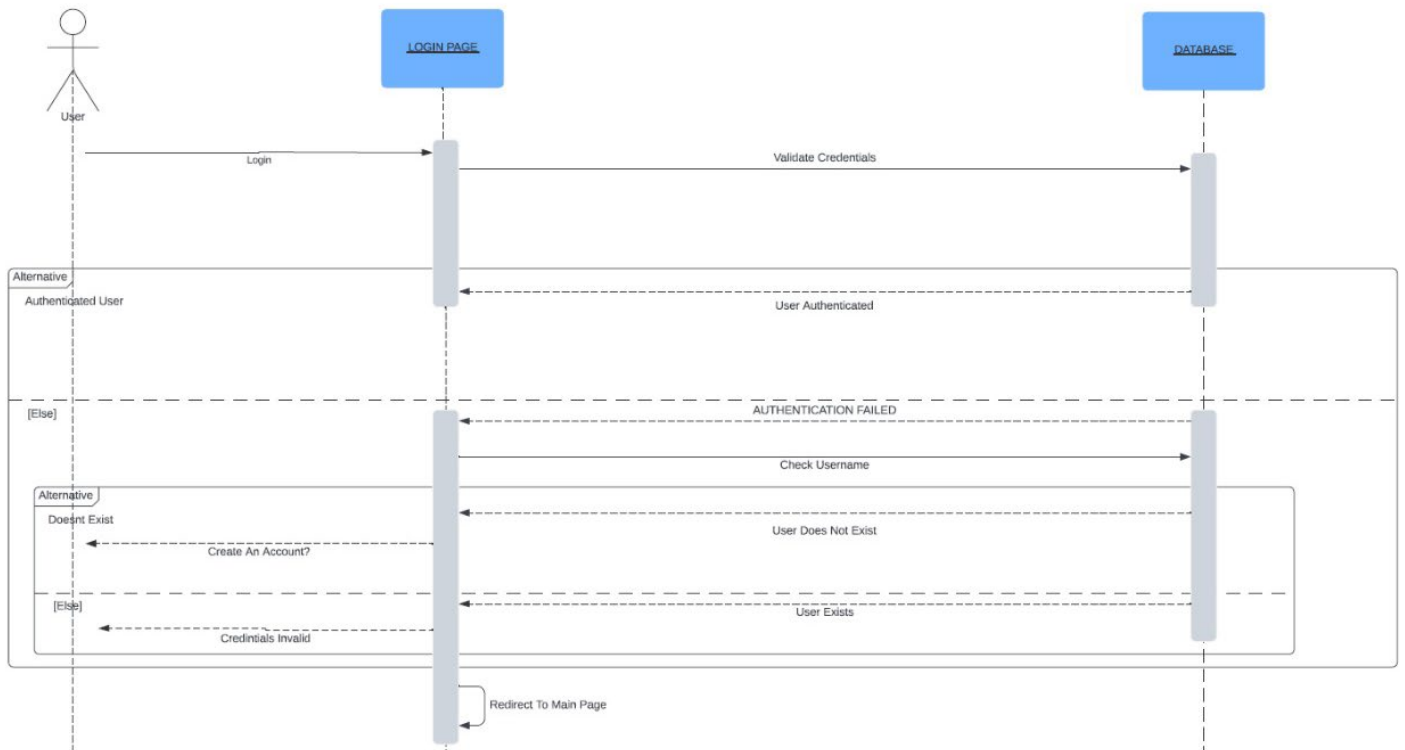 LOGIN PAGE
DATABASE
User
Login
Validate Credentials
Alternative
Authenticated User
User Authenticated
[Else]
AUTHENTICATION FAILED
Check Username
Alternative
Doesnt Exist
User Does Not Exist
Create An Account?
[Else]
User Exists
Credintials Invalid
Redirect To Main Page